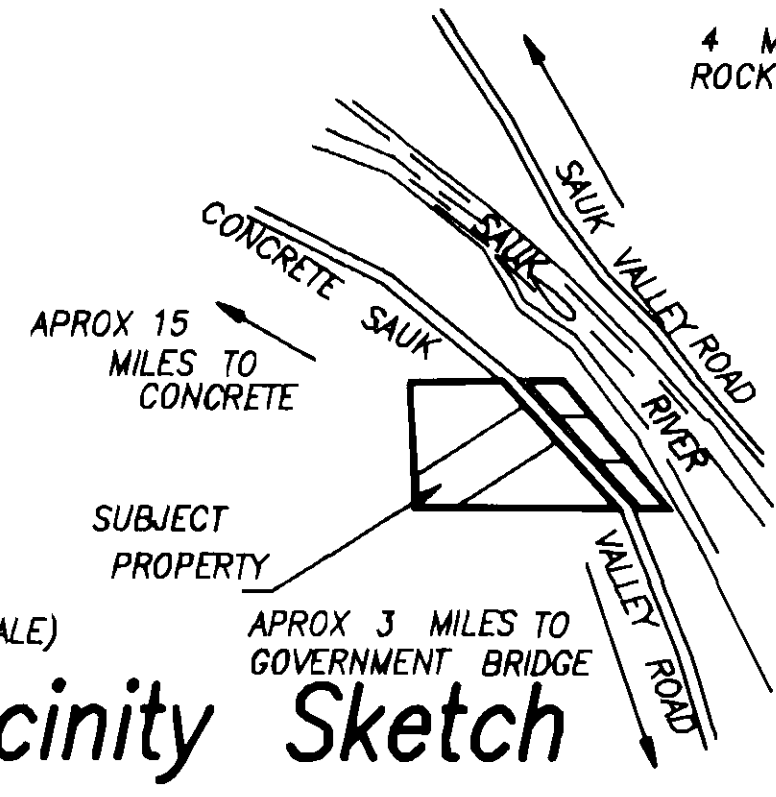 4 M
ROCK
SAUK VALLEY ROAD
SAUK
RIVER
CONCRETE SAUK
VALLEY ROAD
APROX 15
MILES TO
CONCRETE
SUBJECT
PROPERTY
APROX 3 MILES TO
GOVERNMENT BRIDGE
ALE)
cinity Sketch